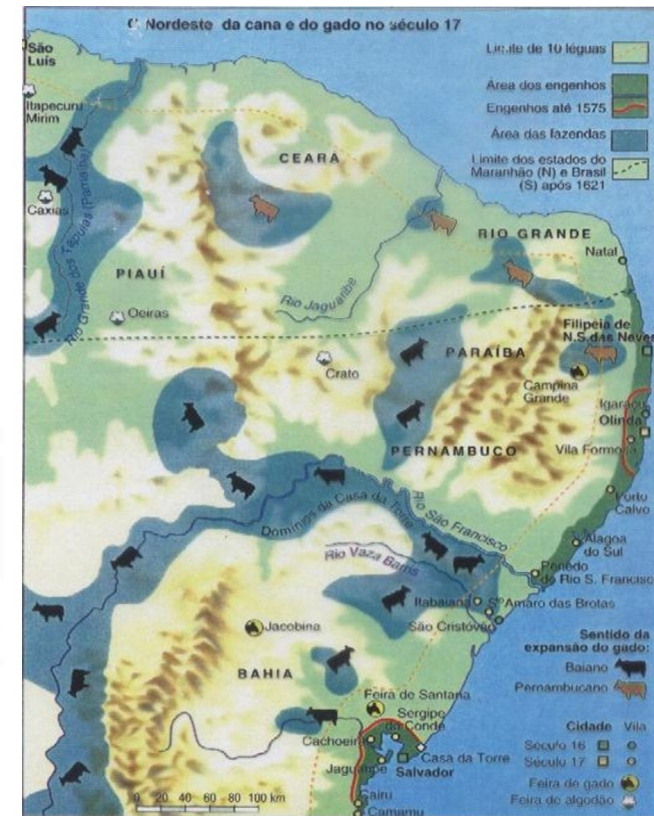 O Nordeste da cana e do gado no século 17
São
Luís
Limite de 10 léguas
Área dos engenhos
Engenhos até 1575
Área das fazendas
Limite dos estados do
Maranhão (N) e Brasil
(S) após 1621
Itapecuru
Mirim
Caxias
Rio Grande dos Tapuias (Parnaíba)
CEARÁ
RIO GRANDE
Natal
PIAUÍ
Oeiras
Rio Jaguaribe
Filipeia de
N.S.das Neves
PARAÍBA
Crato
Campina
Grande
Igaraçu
Olinda
PERNAMBUCO
Vila Formosa
Porto
Calvo
Rio São Francisco
Domínios da Casa da Torre
Alagoa
do Sul
Rio Vaza Barris
Penedo
do Rio S. Francisco
Itabaiana
Sto Amaro das Brotas
São Cristóvão
Jacobina
BAHIA
Sentido da
expansão do gado:
Baiano
Pernambucano
Feira de Santana
Sergipe
do Conde
Cachoeira
Casa da Torre
Jaguaripe
Salvador
Cairu
Camamu
Cidade Vila
Século 16
Século 17
Feira de gado
Feira de algodão
0 20 40 60 80 100 km